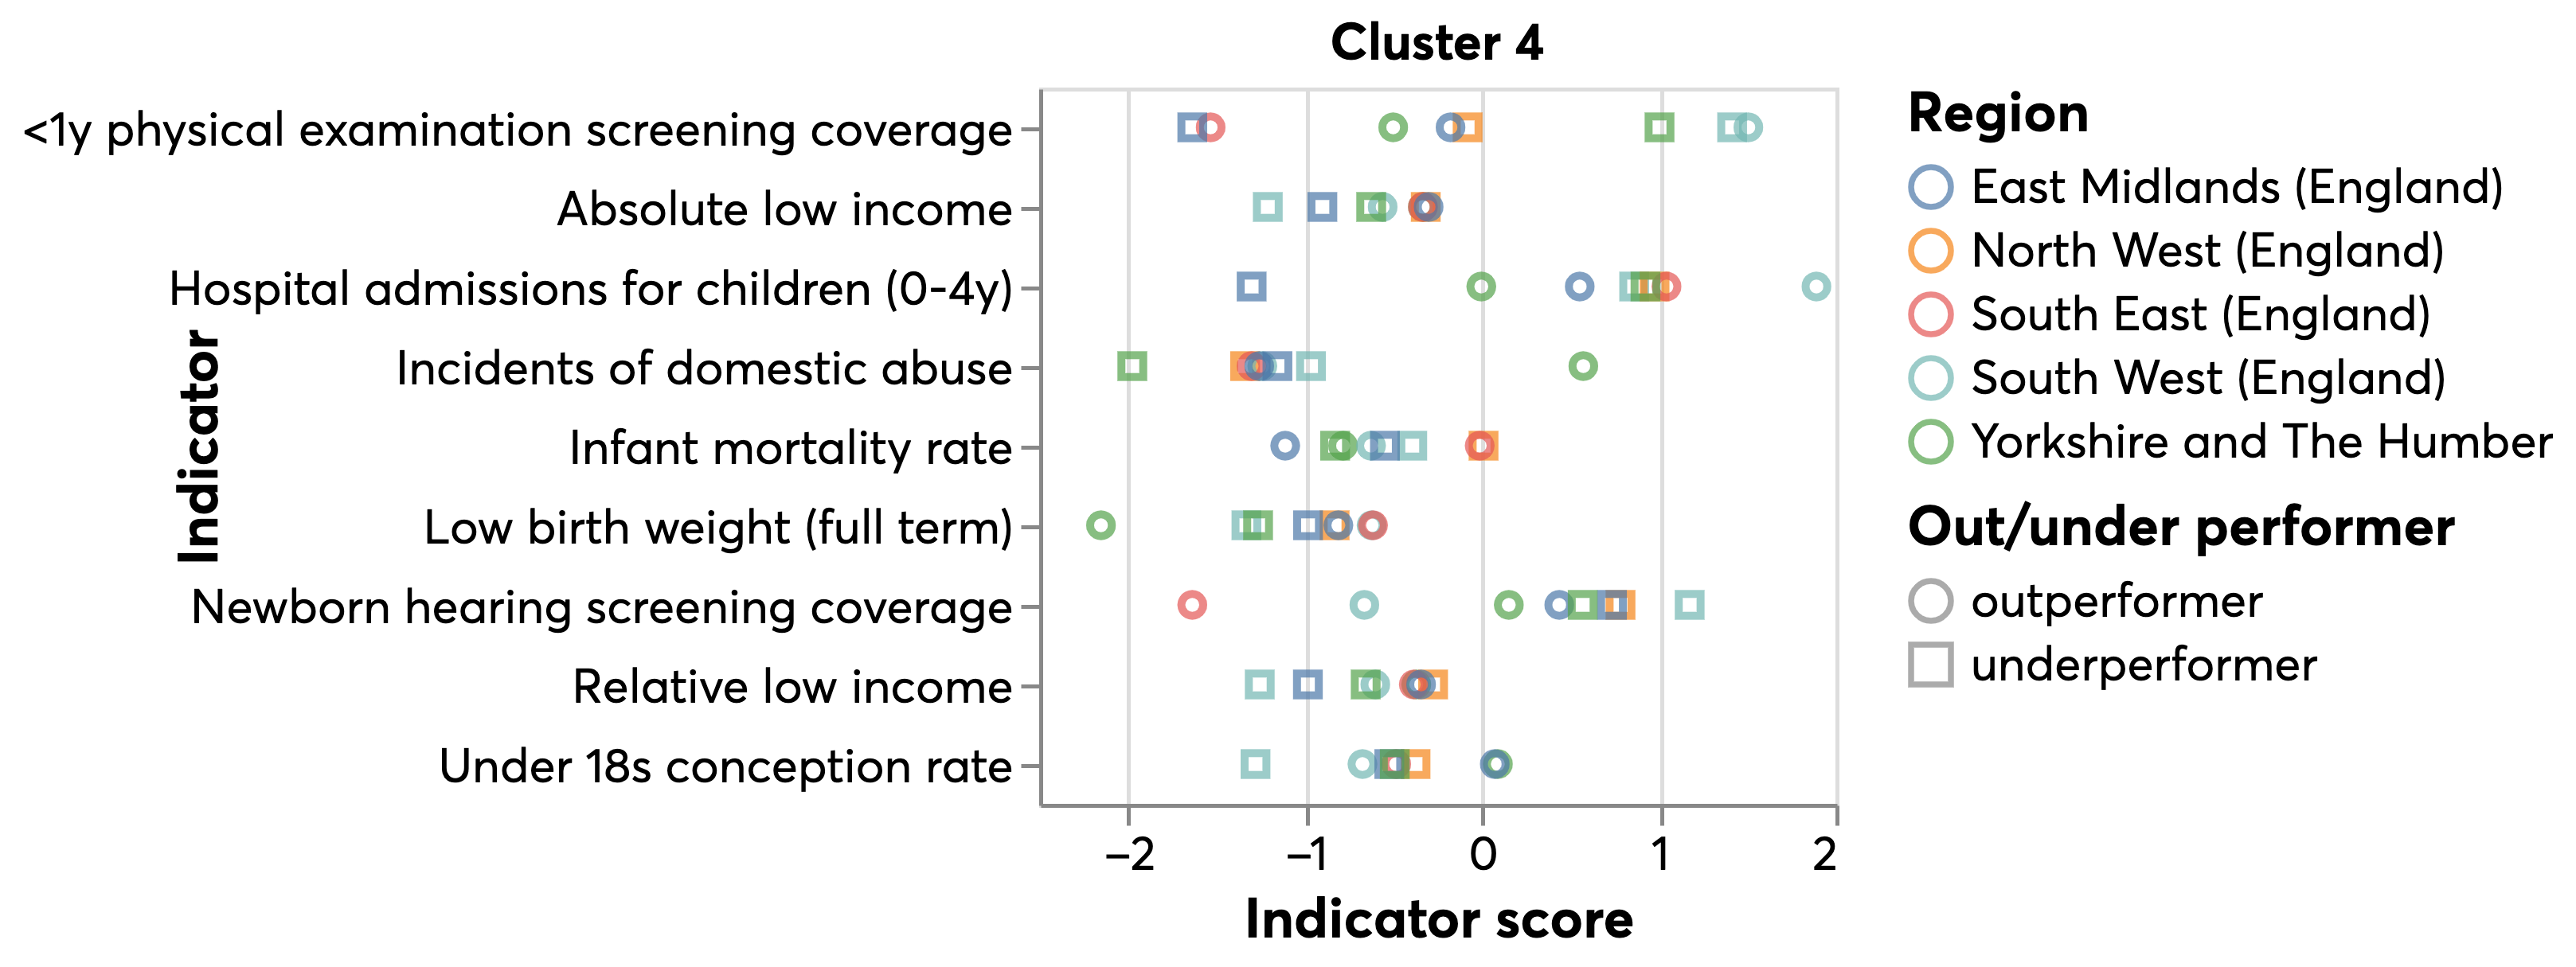 Cluster 4
<1y physical examination screening coverage
Absolute low income
Hospital admissions for children (0-4y)
Incidents of domestic abuse
Infant mortality rate
Low birth weight (full term)
Newborn hearing screening coverage
Relative low income
Under 18s conception rate
Indicator
−2
−1
0
1
2
Indicator score
Region
East Midlands (England)
North West (England)
South East (England)
South West (England)
Yorkshire and The Humber
Out/under performer
outperformer
underperformer